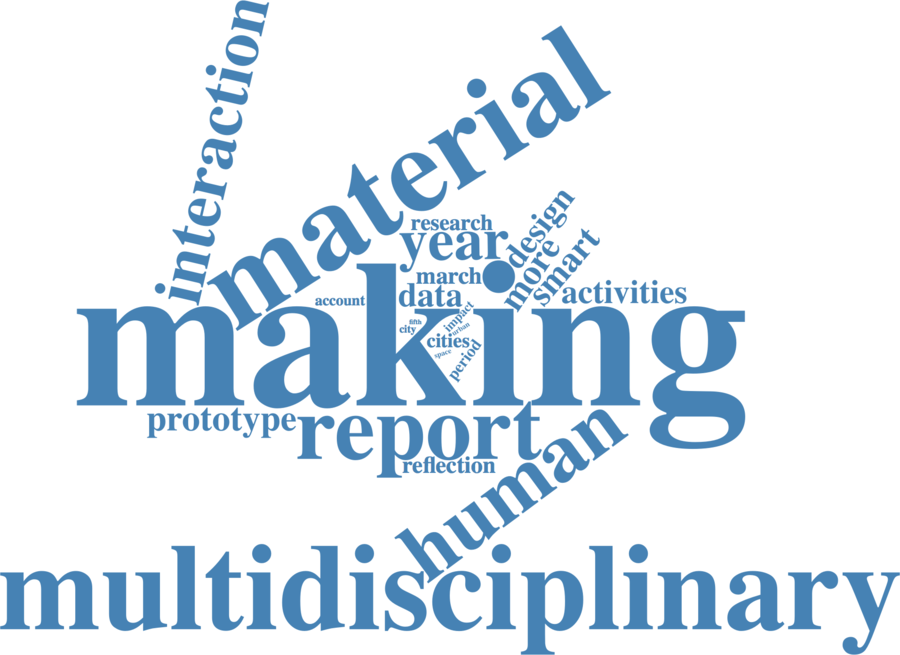 interaction
material
research
year
design
more
smart
march
data
activities
account
making
fifth
city
impact
urban
cities
space
period
prototype
report
reflection
human
multidisciplinary